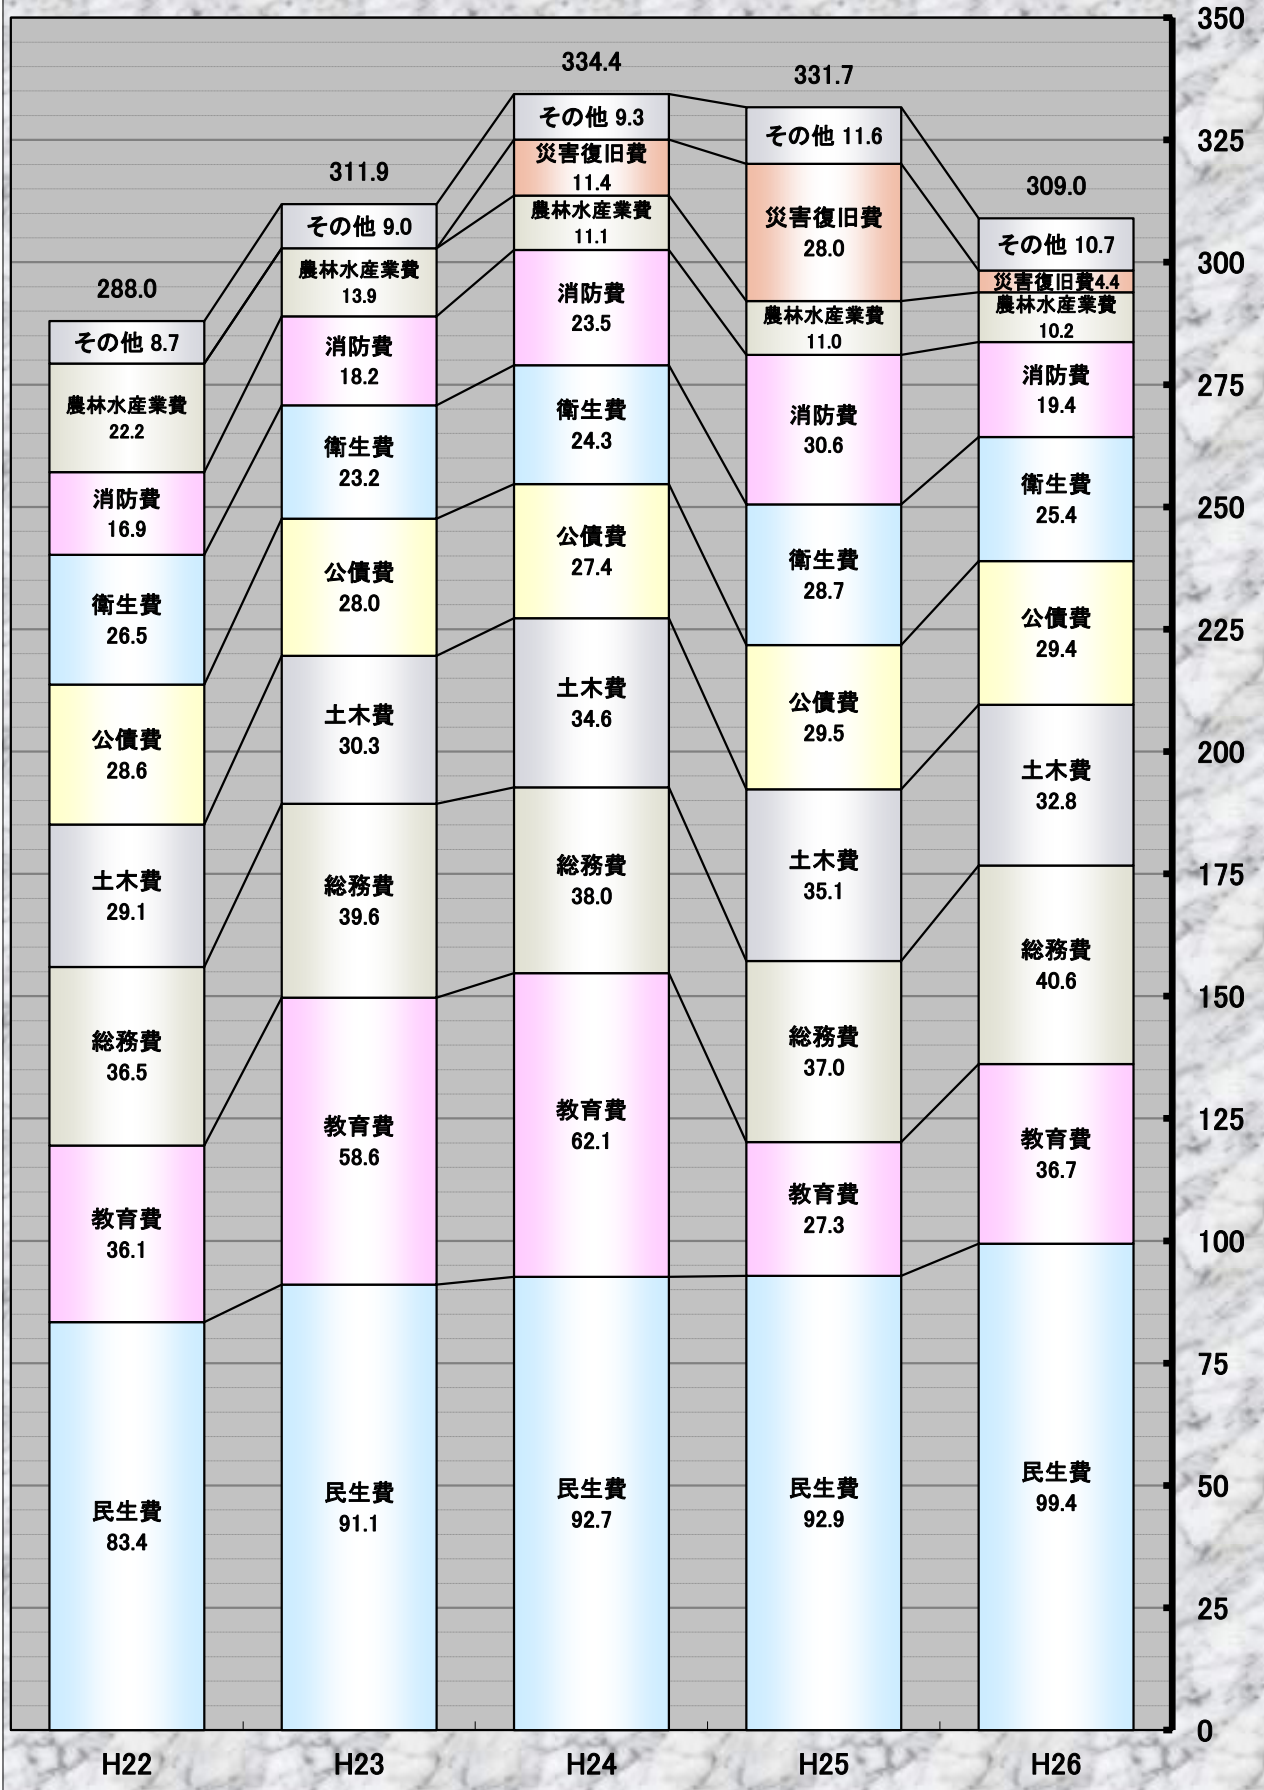 288.0
その他 8.7
農林水産業費
22.2
消防費
16.9
衛生費
26.5
公債費
28.6
土木費
29.1
総務費
36.5
教育費
36.1
民生費
83.4
H22
311.9
その他 9.0
農林水産業費
13.9
消防費
18.2
衛生費
23.2
公債費
28.0
土木費
30.3
総務費
39.6
教育費
58.6
民生費
91.1
H23
334.4
その他 9.3
災害復旧費
11.4
農林水産業費
11.1
消防費
23.5
衛生費
24.3
公債費
27.4
土木費
34.6
総務費
38.0
教育費
62.1
民生費
92.7
H24
331.7
その他 11.6
災害復旧費
28.0
農林水産業費
11.0
消防費
30.6
衛生費
28.7
公債費
29.5
土木費
35.1
総務費
37.0
教育費
27.3
民生費
92.9
H25
309.0
その他 10.7
災害復旧費4.4
農林水産業費
10.2
消防費
19.4
衛生費
25.4
公債費
29.4
土木費
32.8
総務費
40.6
教育費
36.7
民生費
99.4
H26
350
325
300
275
250
225
200
175
150
125
100
75
50
25
0